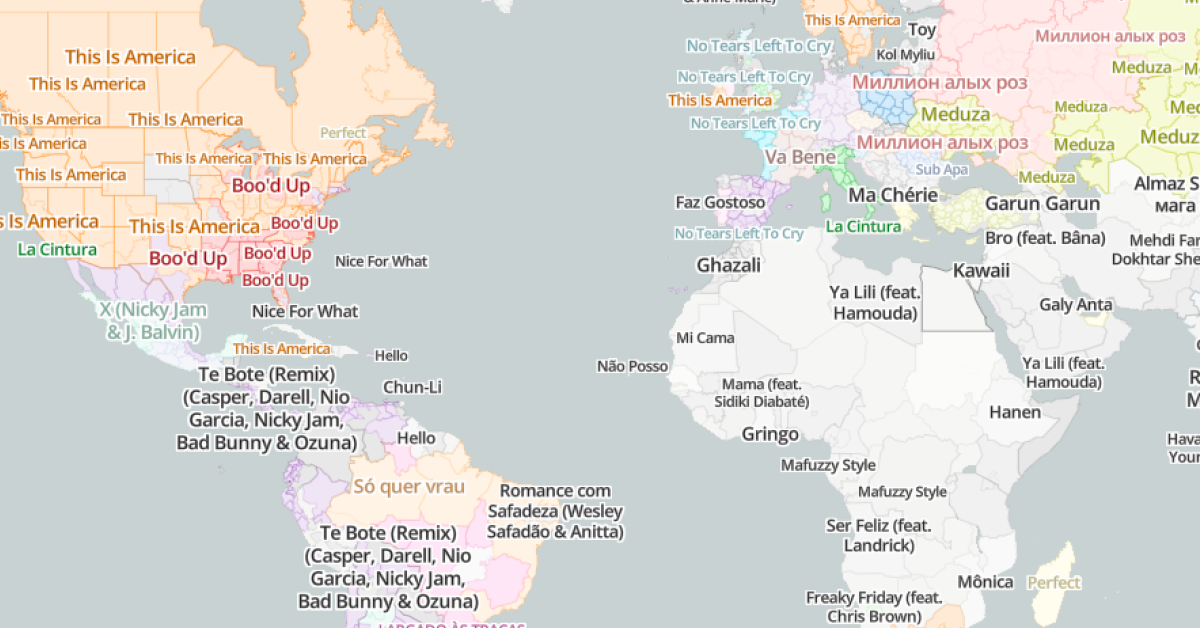 This Is America
This Is America
This Is America
This Is America
This Is America
This Is America
This Is America
This Is America
This Is America
Perfect
Boo'd Up
Boo'd Up
Boo'd Up
Boo'd Up
Boo'd Up
La Cintura
Nice For What
Nice For What
X (Nicky Jam
& J. Balvin)
This Is America
Hello
Te Bote (Remix)
(Casper, Darell, Nio
Garcia, Nicky Jam,
Bad Bunny & Ozuna)
Chun-Li
Hello
Só quer vrau
Romance com
Safadeza (Wesley
Safadão & Anitta)
Te Bote (Remix)
(Casper, Darell, Nio
Garcia, Nicky Jam,
Bad Bunny & Ozuna)
This Is America
Toy
No Tears Left To Cry
Kol Myliu
Миллион алых роз
No Tears Left To Cry
Миллион алых роз
Meduza
This Is America
Meduza
Meduza
No Tears Left To Cry
Миллион алых роз
Meduza
Meduz
Va Bene
Sub Apa
Meduza
Almaz S
мага
Faz Gostoso
Ma Chérie
Garun Garun
La Cintura
No Tears Left To Cry
Bro (feat. Bâna)
Mehdi Far
Dokhtar She
Ghazali
Kawaii
Ya Lili (feat.
Hamouda)
Galy Anta
Mi Cama
Não Posso
Ya Lili (feat.
Hamouda)
Mama (feat.
Sidiki Diabaté)
Hanen
Gringo
Hava
Your
Mafuzzy Style
Mafuzzy Style
Ser Feliz (feat.
Landrick)
Mônica
Perfect
Freaky Friday (feat.
Chris Brown)